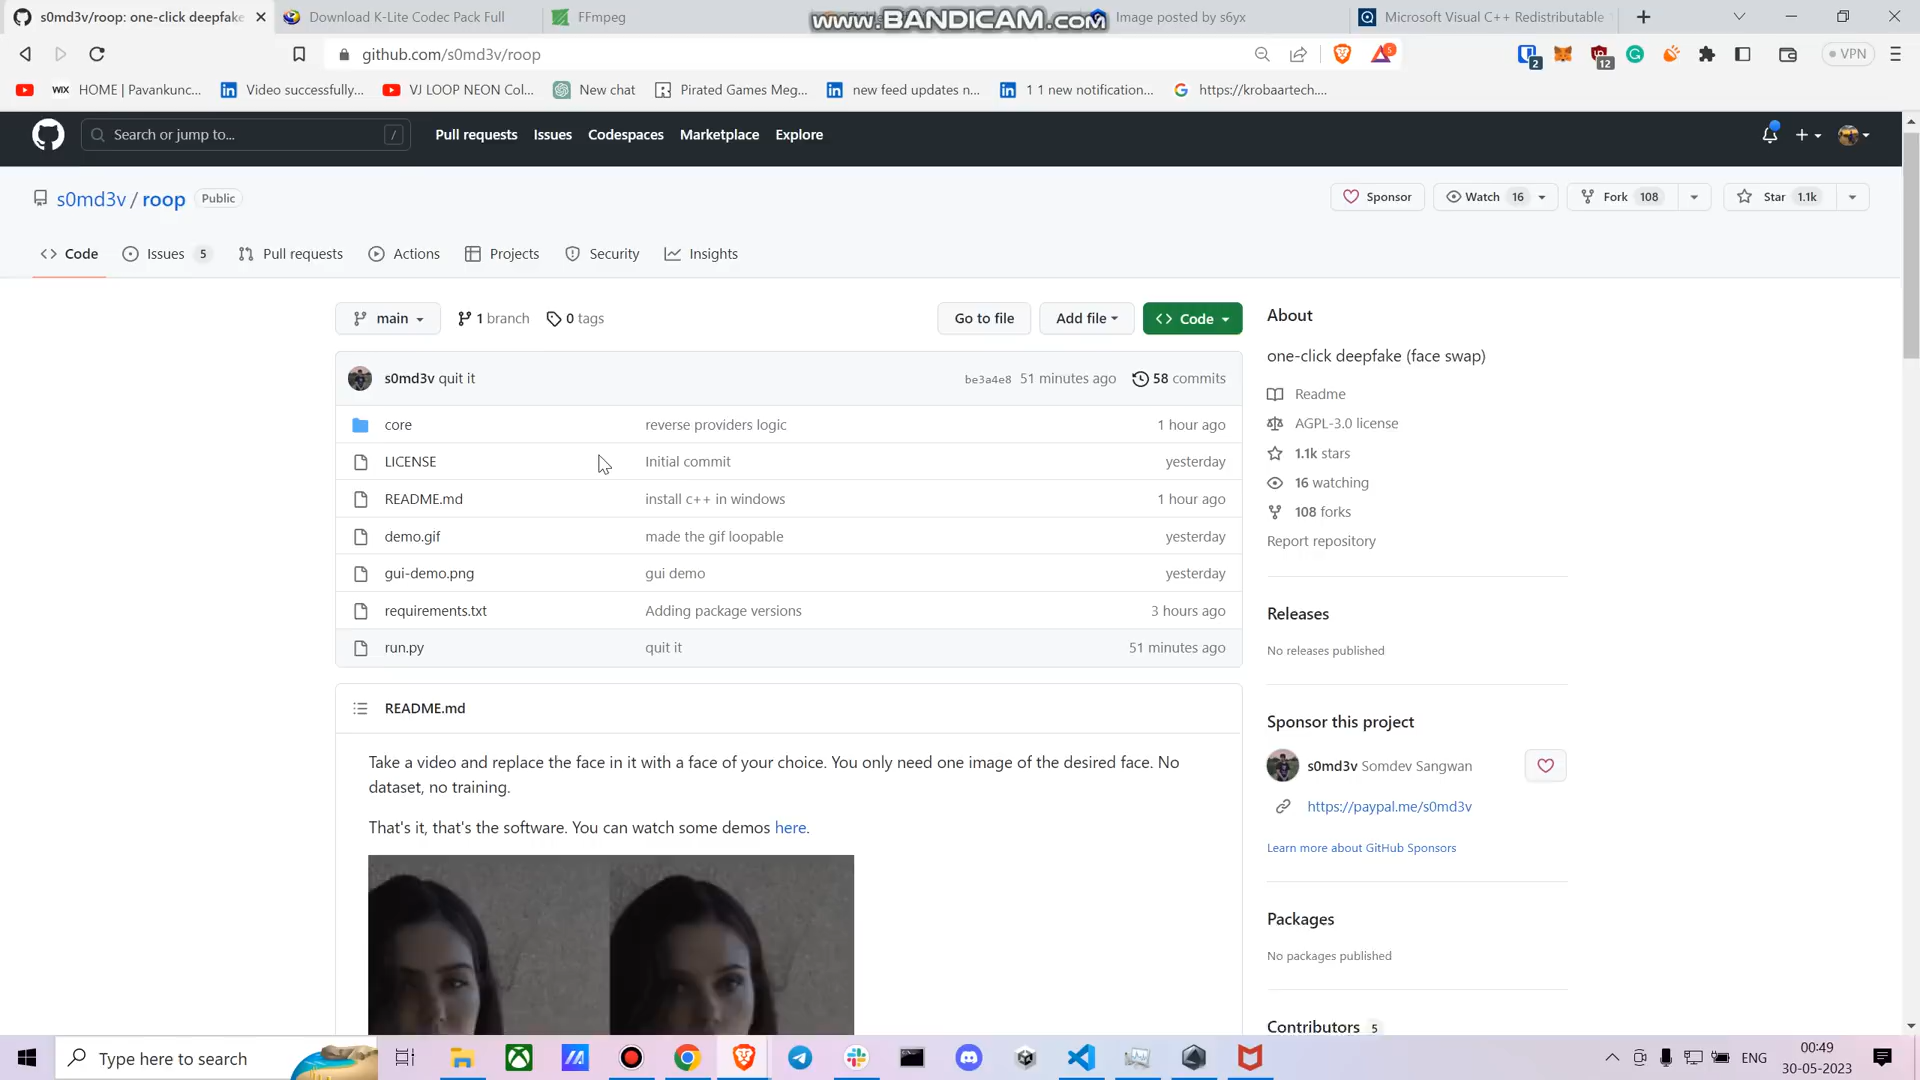 s0md3v/roop: one-click deepfake
Download K-Lite Codec Pack Full
FFmpeg
www.BANDICAM.com
Image posted by s6yx
Microsoft Visual C++ Redistributable
github.com/s0md3v/roop
5
2
12
VPN
HOME | Pavankunc...
Video successfully...
VJ LOOP NEON Col...
New chat
Pirated Games Meg...
new feed updates n...
1 1 new notification...
https://krobaartech....
WIX
Search or jump to...
/
Pull requests
Issues
Codespaces
Marketplace
Explore
s0md3v / roop
Public
Sponsor
Watch 16
Fork 108
Star 1.1k
Code
Issues 5
Pull requests
Actions
Projects
Security
Insights
main
1 branch
0 tags
Go to file
Add file
Code
s0md3v quit it
be3a4e8 51 minutes ago
58 commits
core reverse providers logic 1 hour ago
LICENSE Initial commit yesterday
README.md install c++ in windows 1 hour ago
demo.gif made the gif loopable yesterday
gui-demo.png gui demo yesterday
requirements.txt Adding package versions 3 hours ago
run.py quit it 51 minutes ago
README.md
Take a video and replace the face in it with a face of your choice. You only need one image of the desired face. No
dataset, no training.
That's it, that's the software. You can watch some demos here.
About
one-click deepfake (face swap)
Readme
AGPL-3.0 license
1.1k stars
16 watching
108 forks
Report repository
Releases
No releases published
Sponsor this project
s0md3v Somdev Sangwan
https://paypal.me/s0md3v
Learn more about GitHub Sponsors
Packages
No packages published
Contributors 5
Type here to search
ENG
00:49
30-05-2023